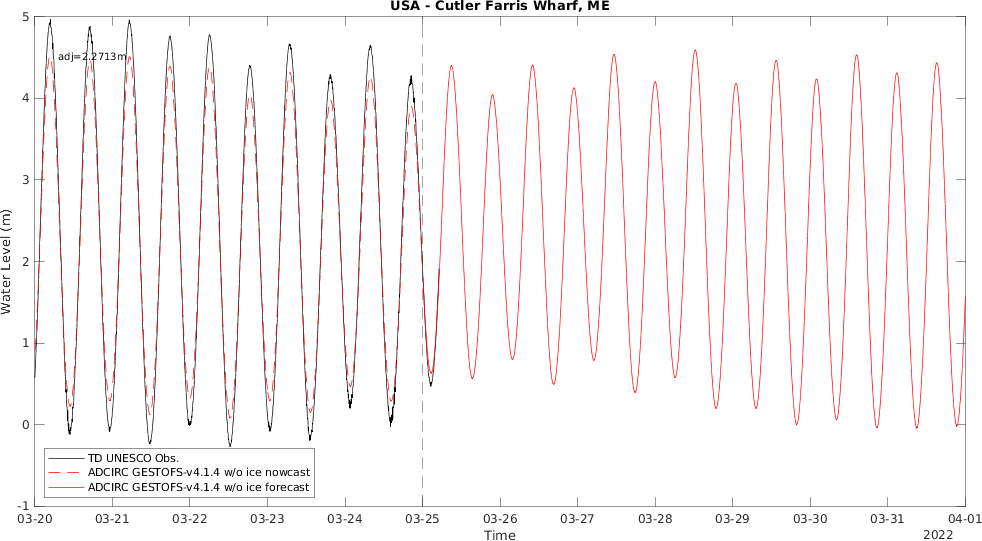 USA - Cutler Farris Wharf, ME
5
adj=2.2713m
4
3
2
1
0
-1
Water Level (m)
TD UNESCO Obs.
ADCIRC GESTOFS-v4.1.4 w/o ice nowcast
ADCIRC GESTOFS-v4.1.4 w/o ice forecast
03-20 03-21 03-22 03-23 03-24 03-25 03-26 03-27 03-28 03-29 03-30 03-31 04-01
Time
2022